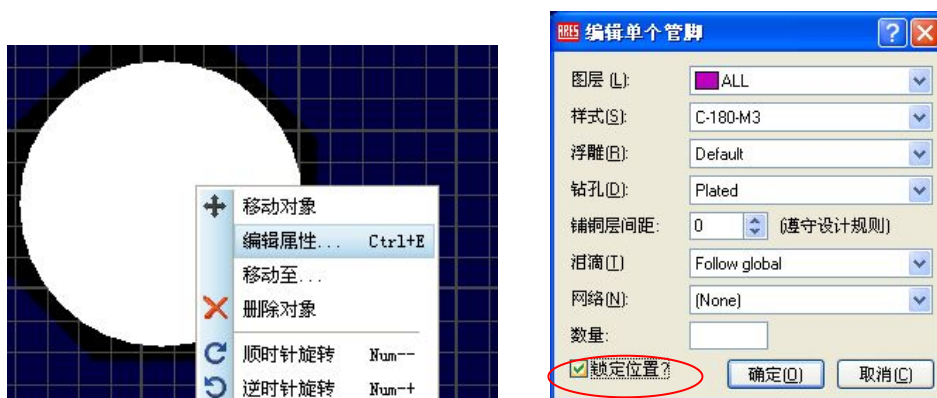 移动对象
编辑属性... Ctrl+E
移动至...
删除对象
顺时针旋转 Num--
逆时针旋转 Num-+
ARES 编辑单个管脚
图层 (L): ALL
样式(S): C-180-M3
浮雕(R): Default
钻孔(D): Plated
铺铜层间距: 0 (遵守设计规则)
泪滴(T) Follow global
网络(N): (None)
数量:
锁定位置? 确定(O) 取消(C)